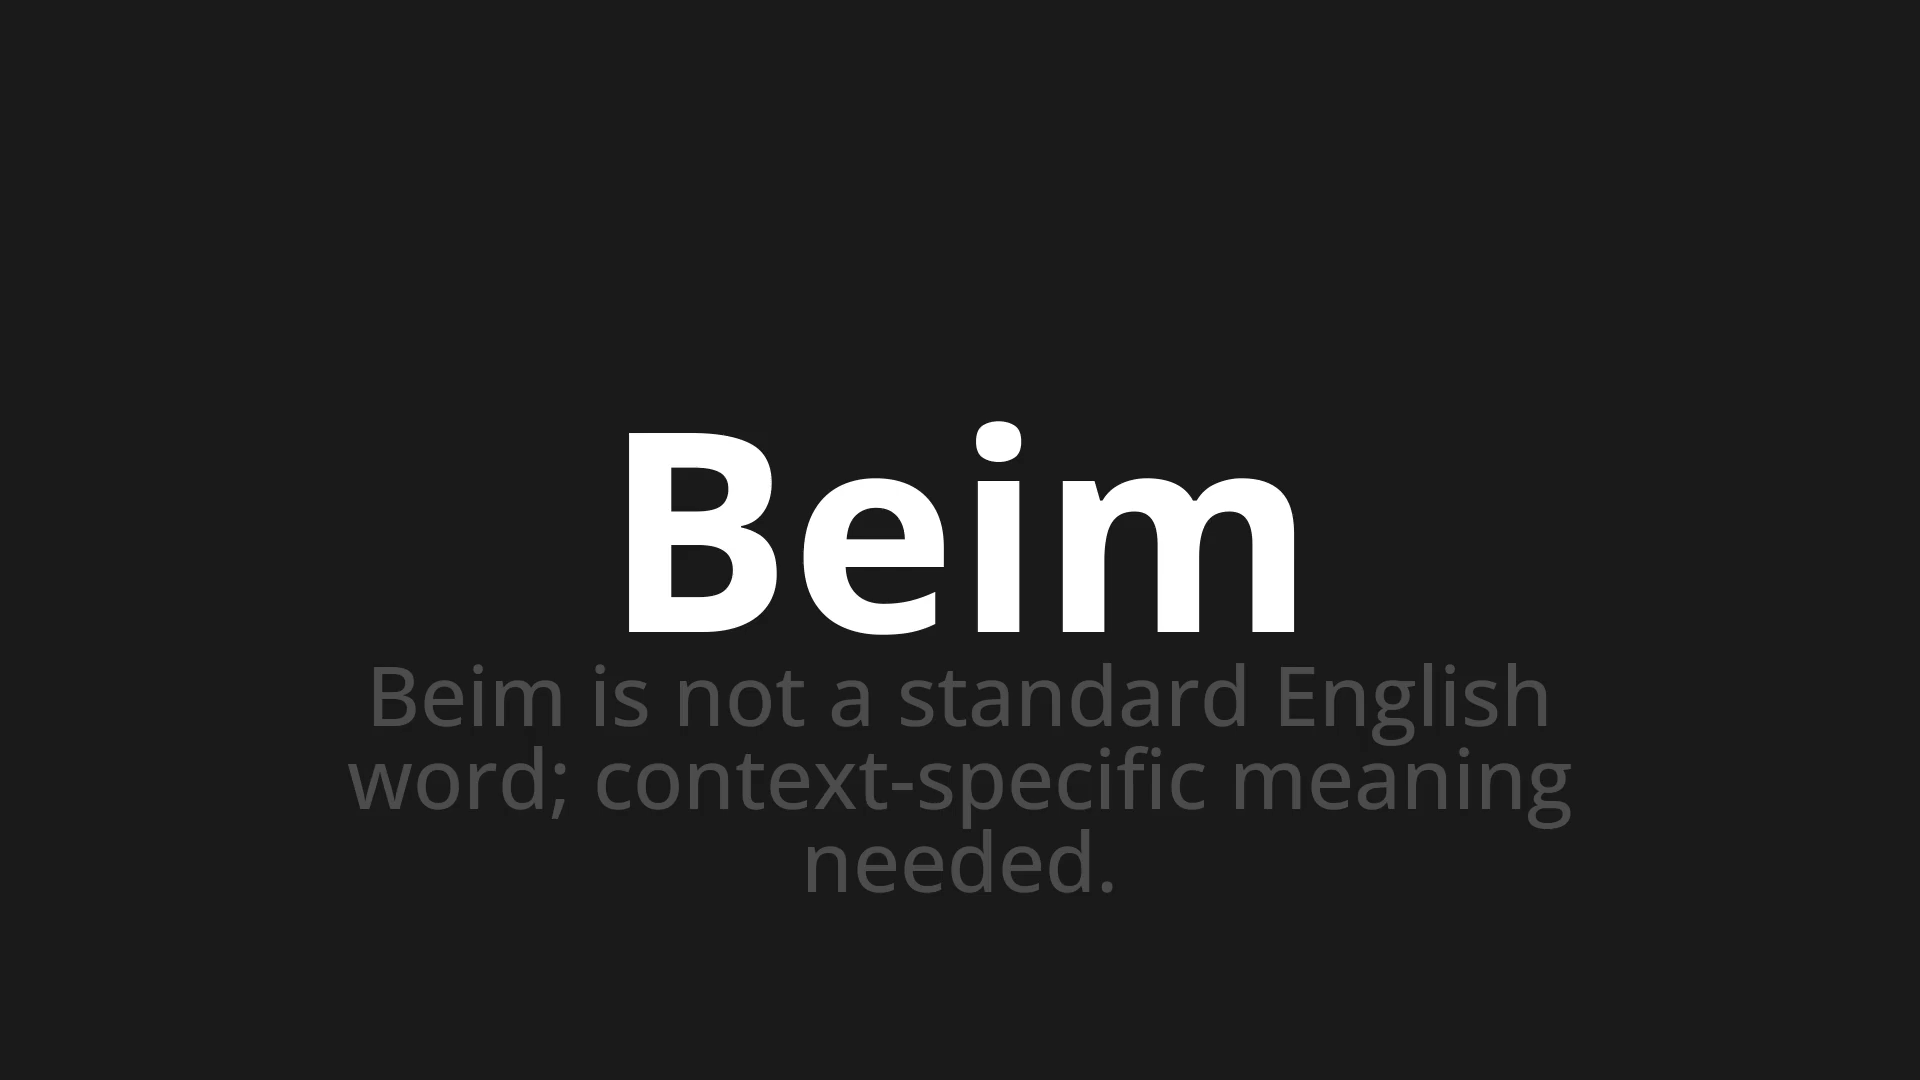 Beim
Beim is not a standard English
word; context-specific meaning
needed.